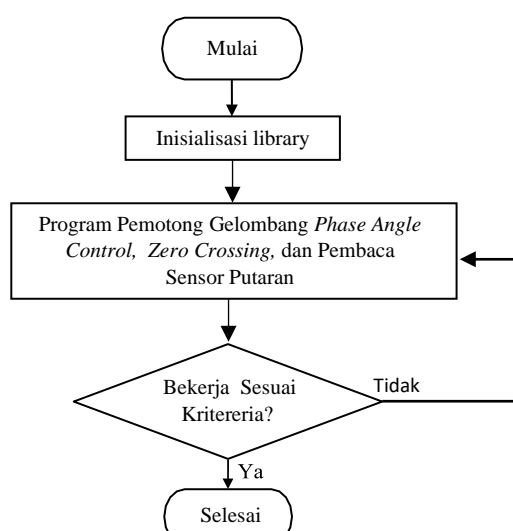 Mulai
Inisialisasi library
Program Pemotong Gelombang Phase Angle
Control, Zero Crossing, dan Pembaca
Sensor Putaran
Bekerja Sesuai
Kritereria?
Tidak
Ya
Selesai